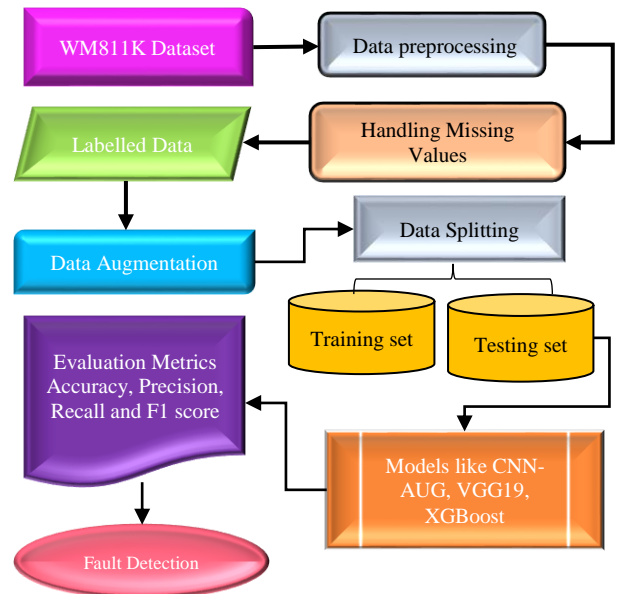 WM811K Dataset
Data preprocessing
Handling Missing
Values
Labelled Data
Data Augmentation
Data Splitting
Training set
Testing set
Models like CNN-
AUG, VGG19,
XGBoost
Evaluation Metrics
Accuracy, Precision,
Recall and F1 score
Fault Detection